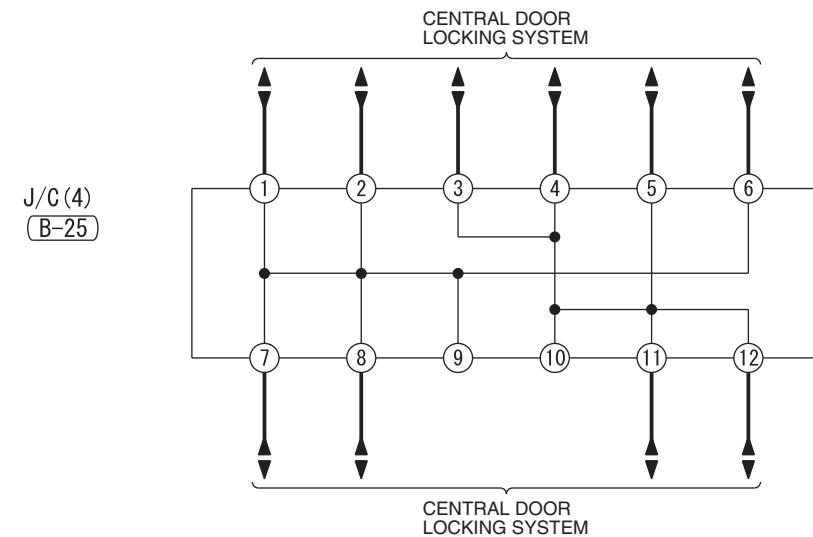 CENTRAL DOOR
LOCKING SYSTEM
J/C(4)
B-25
1 2 3 4 5 6
7 8 9 10 11 12
CENTRAL DOOR
LOCKING SYSTEM